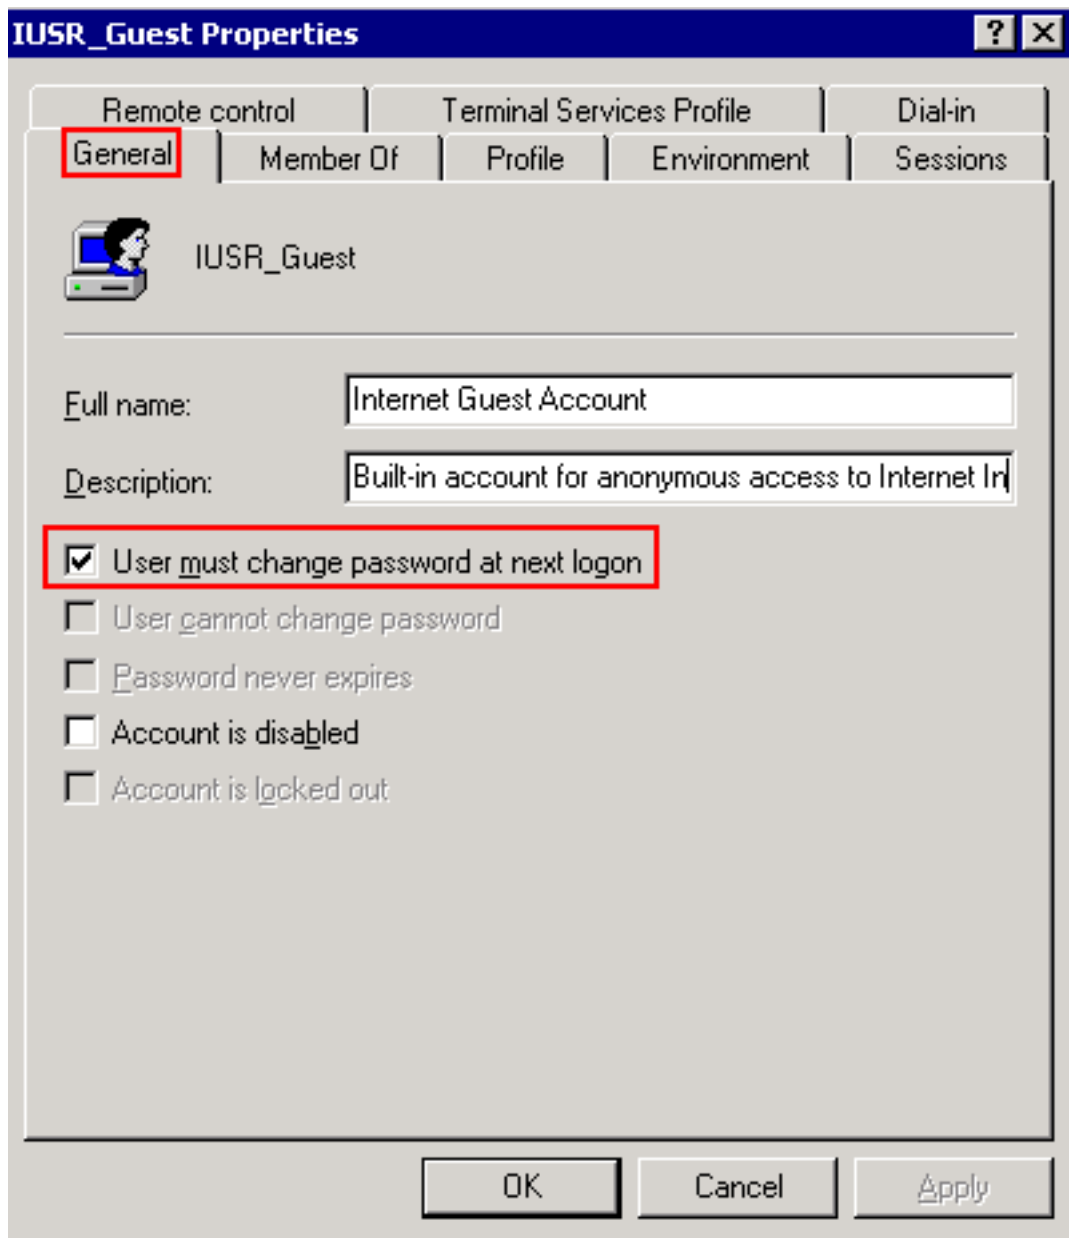 IUSR_Guest Properties
Remote control Terminal Services Profile Dial-in
General Member Of Profile Environment Sessions
IUSR_Guest
Full name: Internet Guest Account
Description: Built-in account for anonymous access to Internet In
User must change password at next logon
User cannot change password
Password never expires
Account is disabled
Account is locked out
OK Cancel Apply